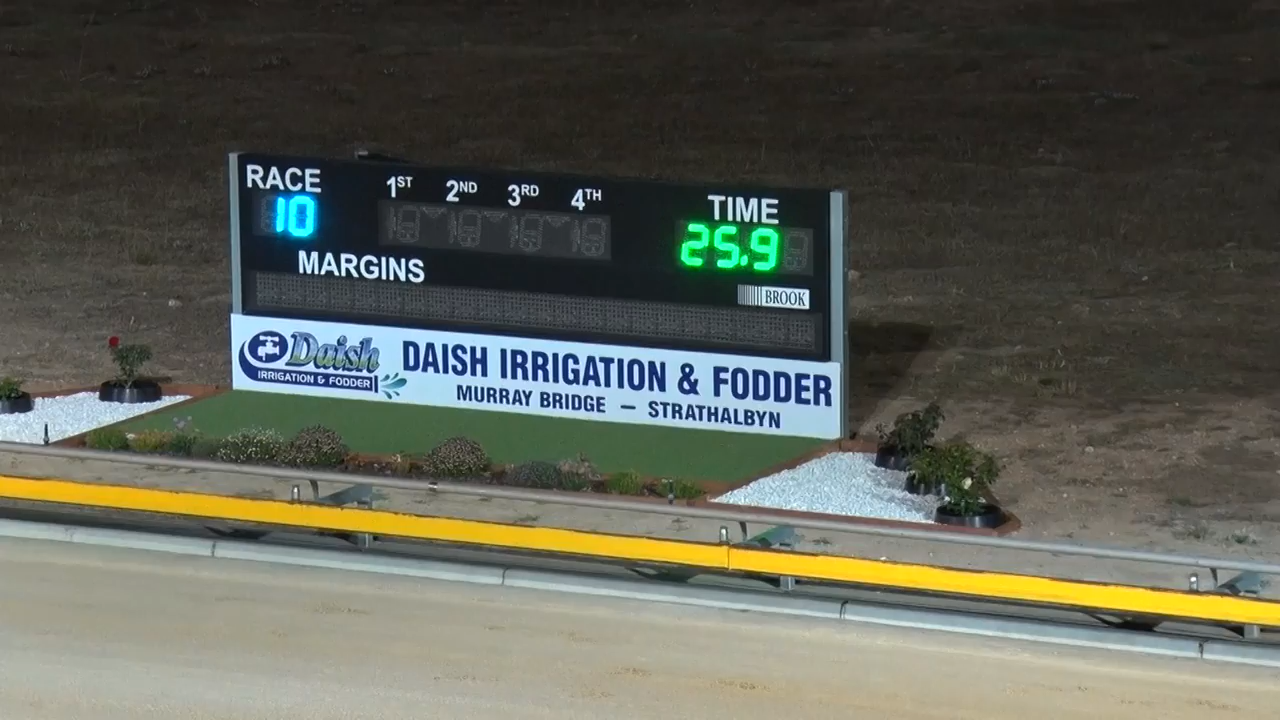 RACE 1ST 2ND 3RD 4TH TIME
10 25.9
MARGINS
BROOK
Daish
IRRIGATION & FODDER
DAISH IRRIGATION & FODDER
MURRAY BRIDGE – STRATHALBYN